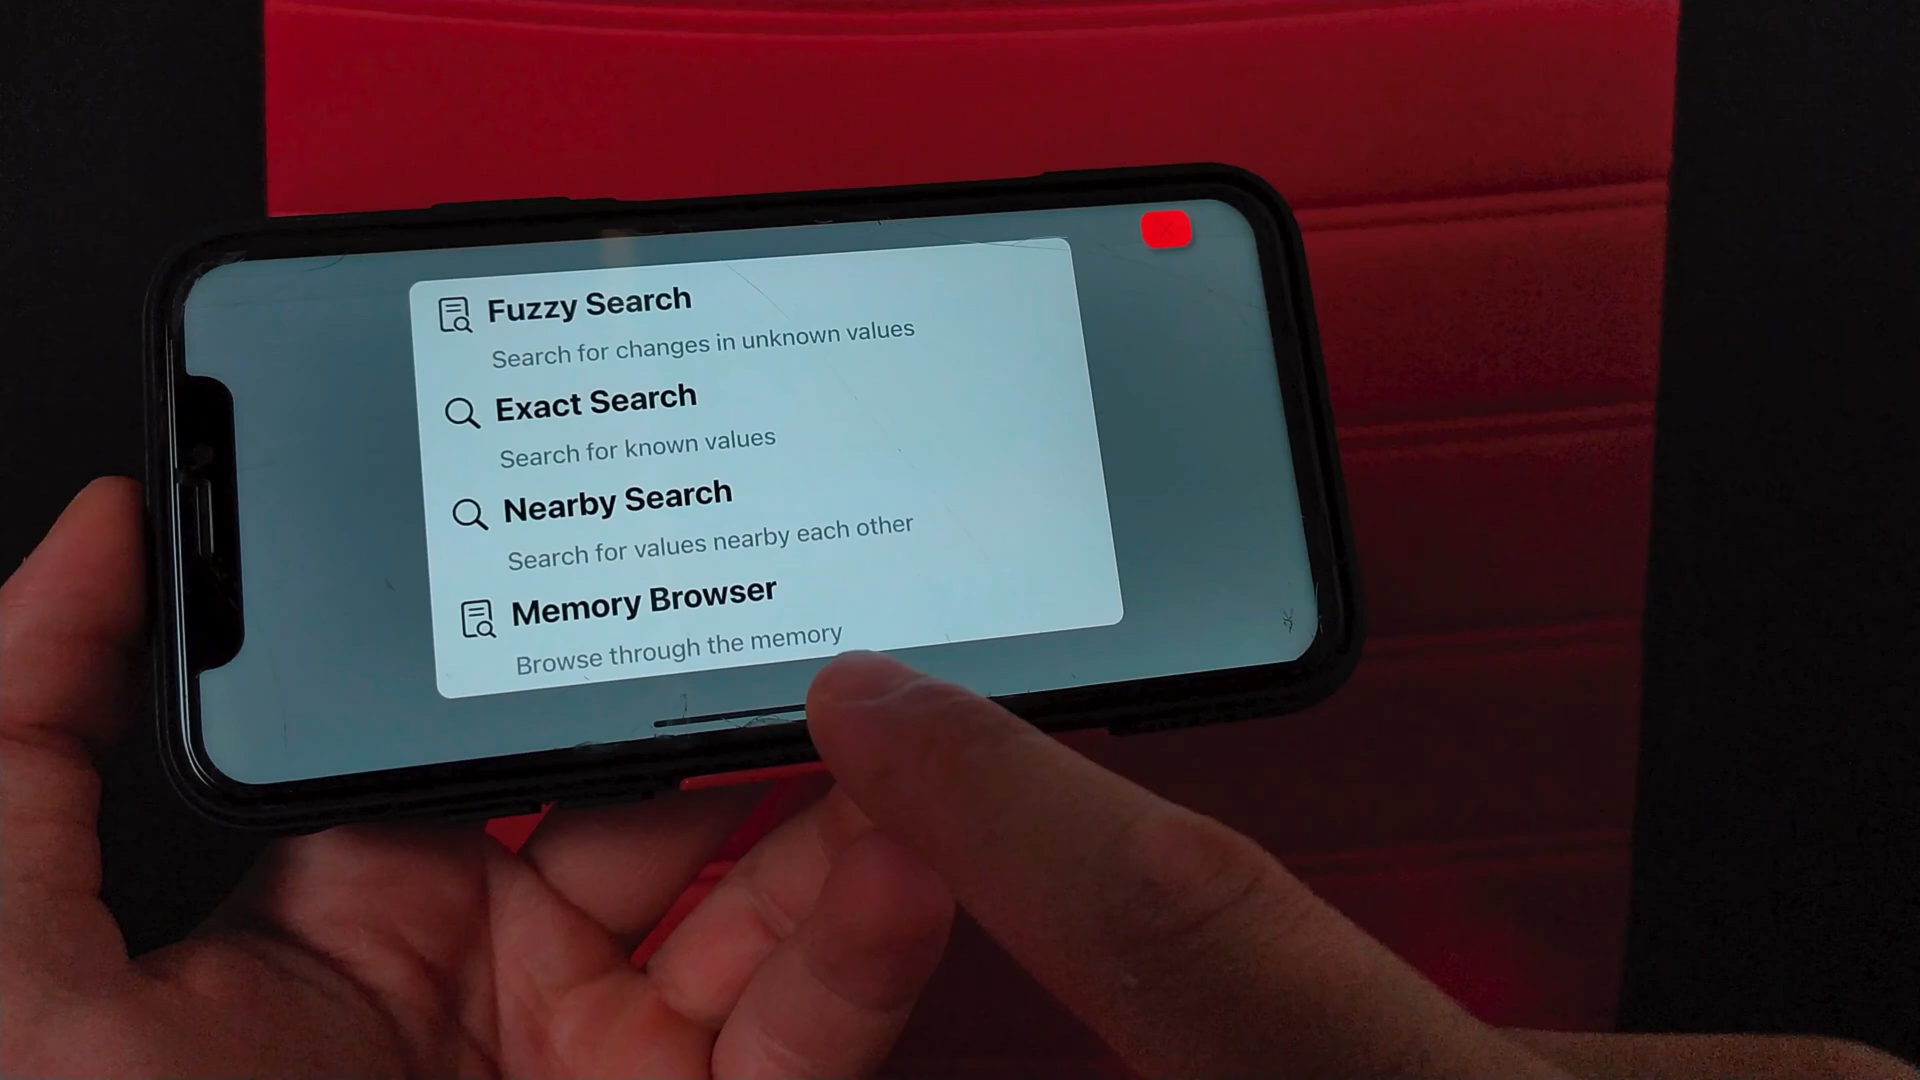 Fuzzy Search
Search for changes in unknown values
Exact Search
Search for known values
Nearby Search
Search for values nearby each other
Memory Browser
Browse through the memory